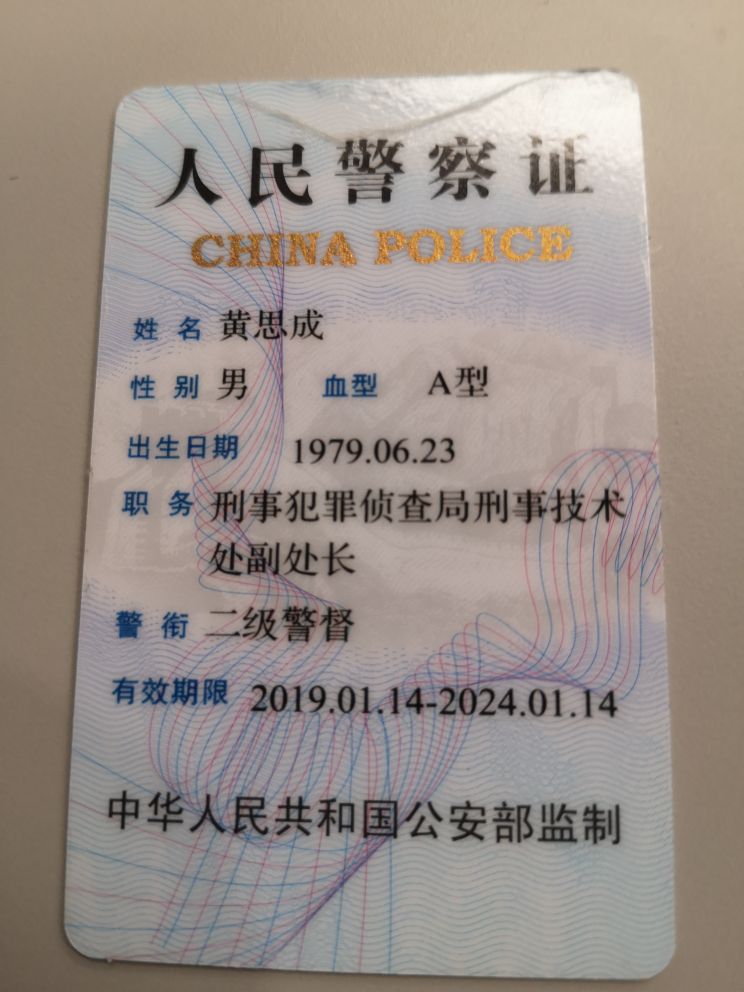 人民警察证
CHINA POLICE
姓名 黄思成
性别 男 血型 A型
出生日期 1979.06.23
职务 刑事犯罪侦查局刑事技术
处副处长
警衔 二级警督
有效期限 2019.01.14-2024.01.14
中华人民共和国公安部监制